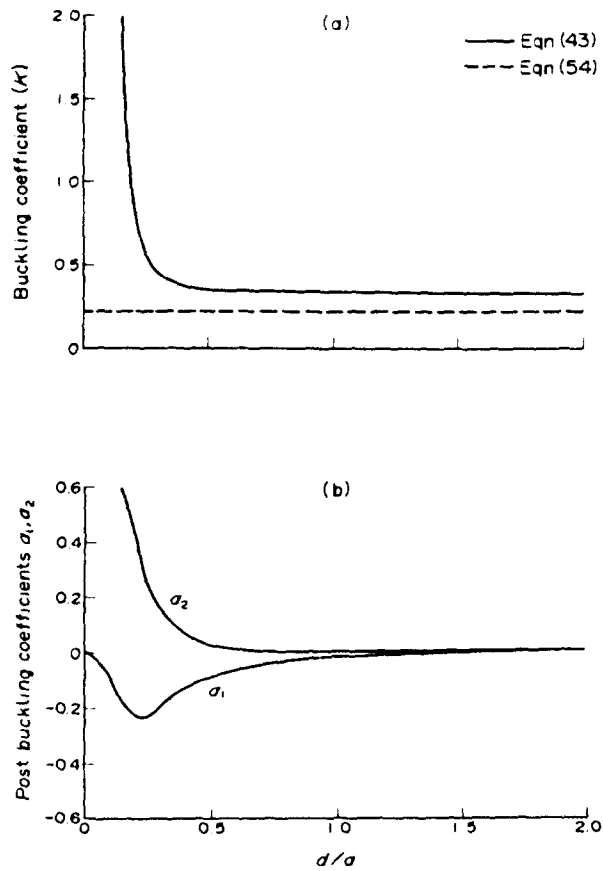 (a)
Eqn (43)
Eqn (54)
Buckling coefficient (K)
2.0
1.5
1.0
0.5
0
(b)
Post buckling coefficients a₁, a₂
0.6
0.4
0.2
0
-0.2
-0.4
-0.6
a₂
a₁
0
0.5
1.0
1.5
2.0
d/a